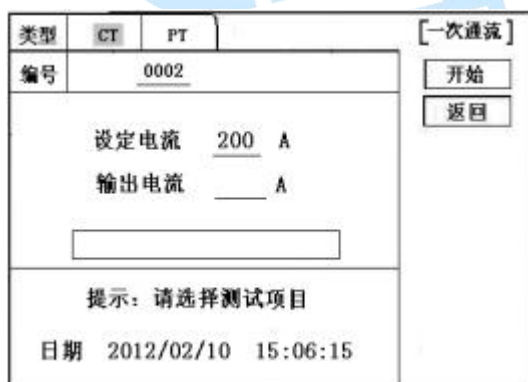 类型 CT PT [一次通流]
编号 0002 开始
返回
设定电流 200 A
输出电流 A
提示：请选择测试项目
日期 2012/02/10 15:06:15